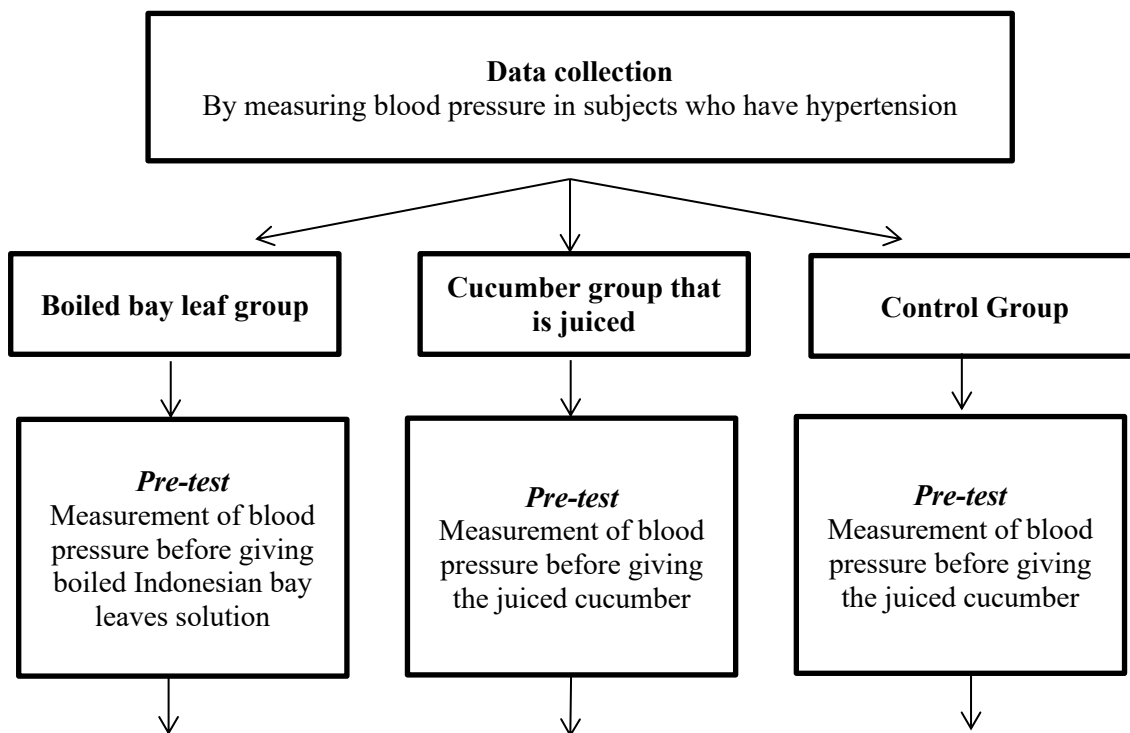 Data collection
By measuring blood pressure in subjects who have hypertension
Boiled bay leaf group
Cucumber group that
is juiced
Control Group
Pre-test
Measurement of blood
pressure before giving
boiled Indonesian bay
leaves solution
Pre-test
Measurement of blood
pressure before giving
the juiced cucumber
Pre-test
Measurement of blood
pressure before giving
the juiced cucumber